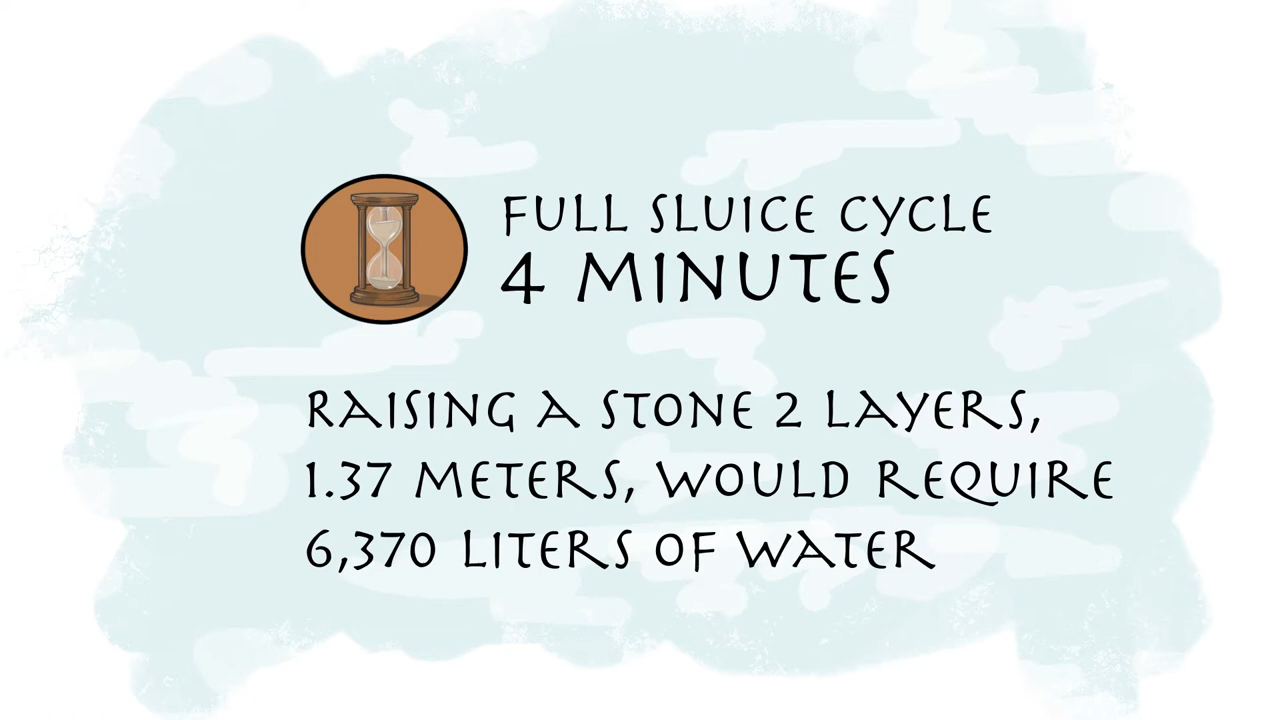 FULL SLUICE CYCLE
4 MINUTES
RAISING A STONE 2 LAYERS,
1.37 METERS, WOULD REQUIRE
6,370 LITERS OF WATER